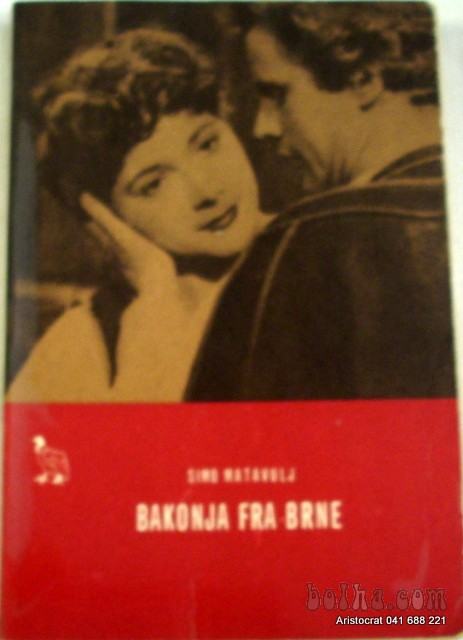 SIMO MATAVULJ
BAKONJA FRA BRNE
bolha.com
Aristocrat 041 688 221